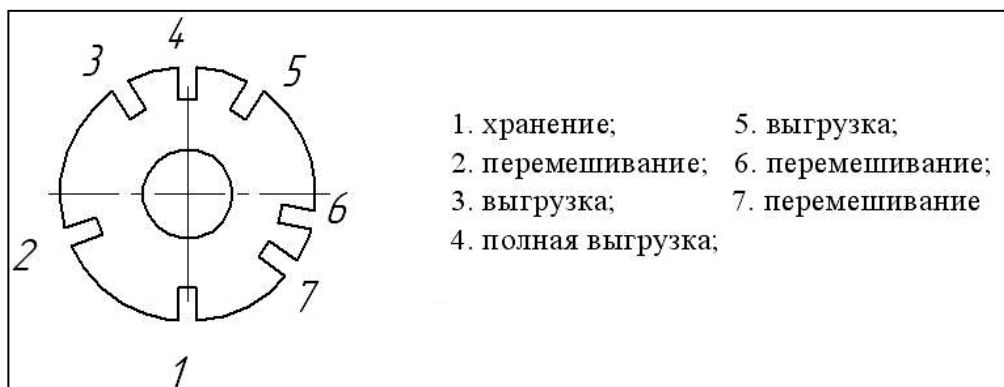 4
3
5
6
2
7
1
1. хранение;
2. перемешивание;
3. выгрузка;
4. полная выгрузка;
5. выгрузка;
6. перемешивание;
7. перемешивание